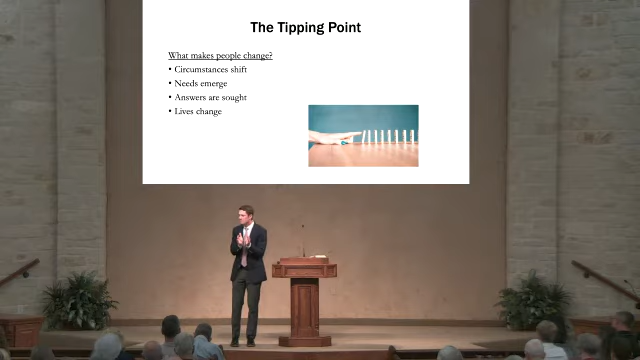 The Tipping Point
What makes people change?
• Circumstances shift
• Needs emerge
• Answers are sought
• Lives change